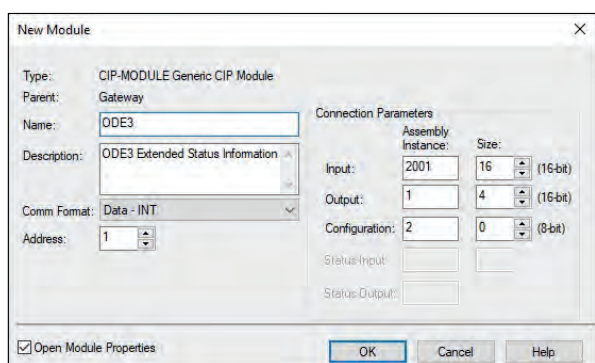 New Module
Type: CIP-MODULE Generic CIP Module
Parent: Gateway
Name: ODE3
Description: ODE3 Extended Status Information
Comm Format: Data - INT
Address: 1
Connection Parameters
Assembly
Instance: Size:
Input: 2001 16 (16-bit)
Output: 1 4 (16-bit)
Configuration: 2 0 (8-bit)
Status Input
Status Output:
Open Module Properties
OK Cancel Help